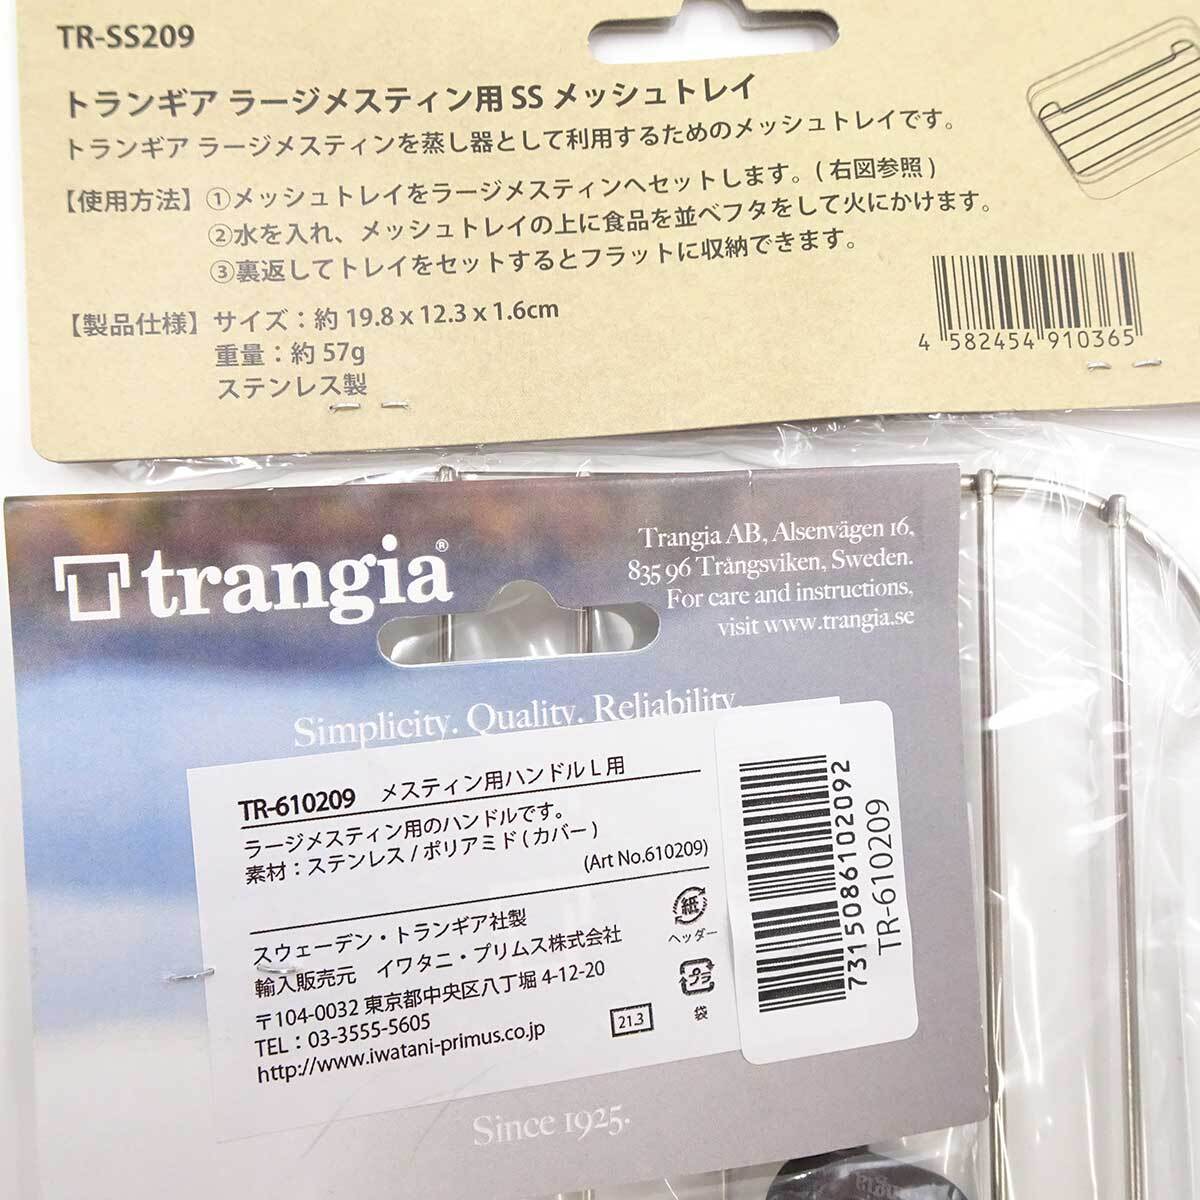 TR-SS209
トランギア ラージメスティン用 SS メッシュトレイ
トランギア ラージメスティンを蒸し器として利用するためのメッシュトレイです。
【使用方法】①メッシュトレイをラージメスティンへセットします。( 右図参照 )
②水を入れ、メッシュトレイの上に食品を並べフタをして火にかけます。
③裏返してトレイをセットするとフラットに収納できます。
【製品仕様】サイズ：約 19.8 x 12.3 x 1.6cm
重量：約 57g
ステンレス製
4 582454 910365
trangia®
Trangia AB, Alsenvägen 16,
835 96 Trångsviken, Sweden.
For care and instructions,
visit www.trangia.se
Simplicity. Quality. Reliability.
TR-610209 メスティン用ハンドル L 用
ラージメスティン用のハンドルです。
素材：ステンレス / ポリアミド ( カバー )
(Art No.610209)
スウェーデン・トランギア社製
輸入販売元 イワタニ・プリムス株式会社
〒104-0032 東京都中央区八丁堀 4-12-20
TEL：03-3555-5605
http://www.iwatani-primus.co.jp
紙
ヘッダー
プラ
袋
21.3
7315086102092
TR-610209
Since 1925.